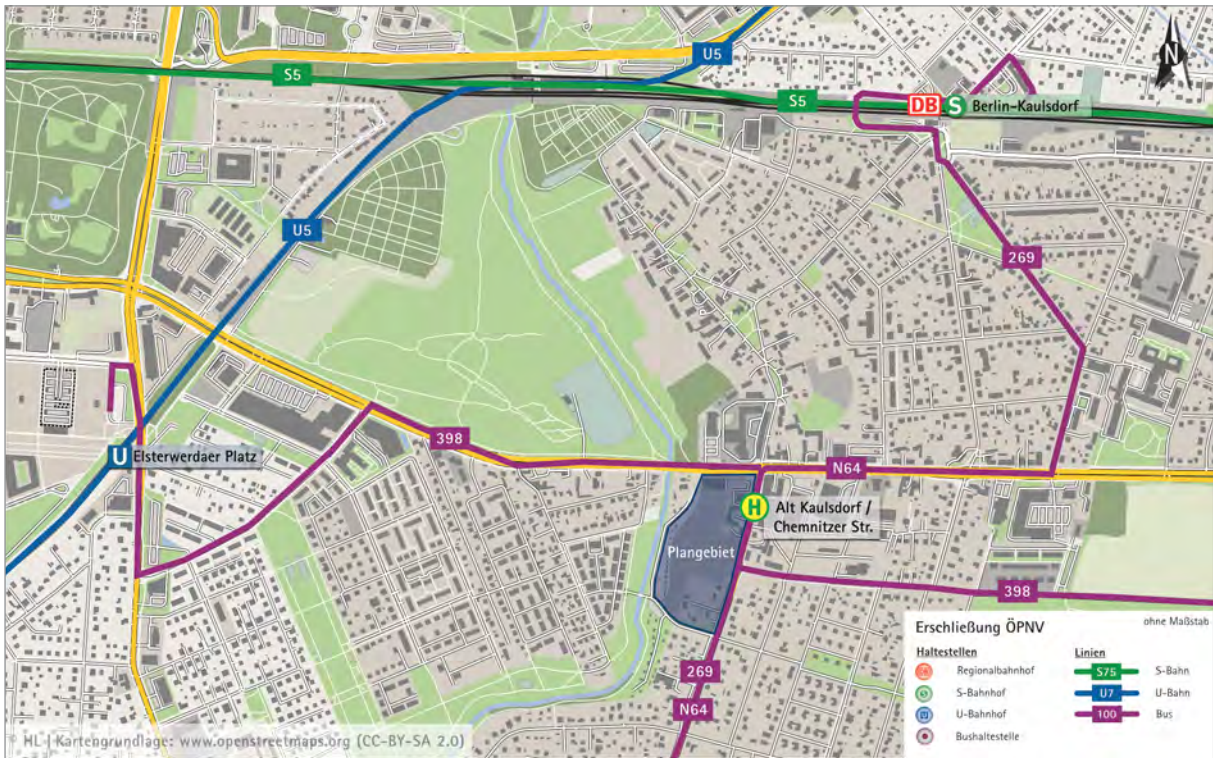 U5
S5
S5
N
DB
S
Berlin-Kaulsdorf
U5
269
398
U
Elsterwerdaer Platz
N64
H
Alt Kaulsdorf /
Chemnitzer Str.
Plangebiet
398
269
N64
Erschließung ÖPNV
ohne Maßstab
Haltestellen
Regionalbahnhof
S-Bahnhof
U-Bahnhof
Bushaltestelle
Linien
S75
S-Bahn
U7
U-Bahn
100
Bus
© HL | Kartengrundlage: www.openstreetmaps.org (CC-BY-SA 2.0)